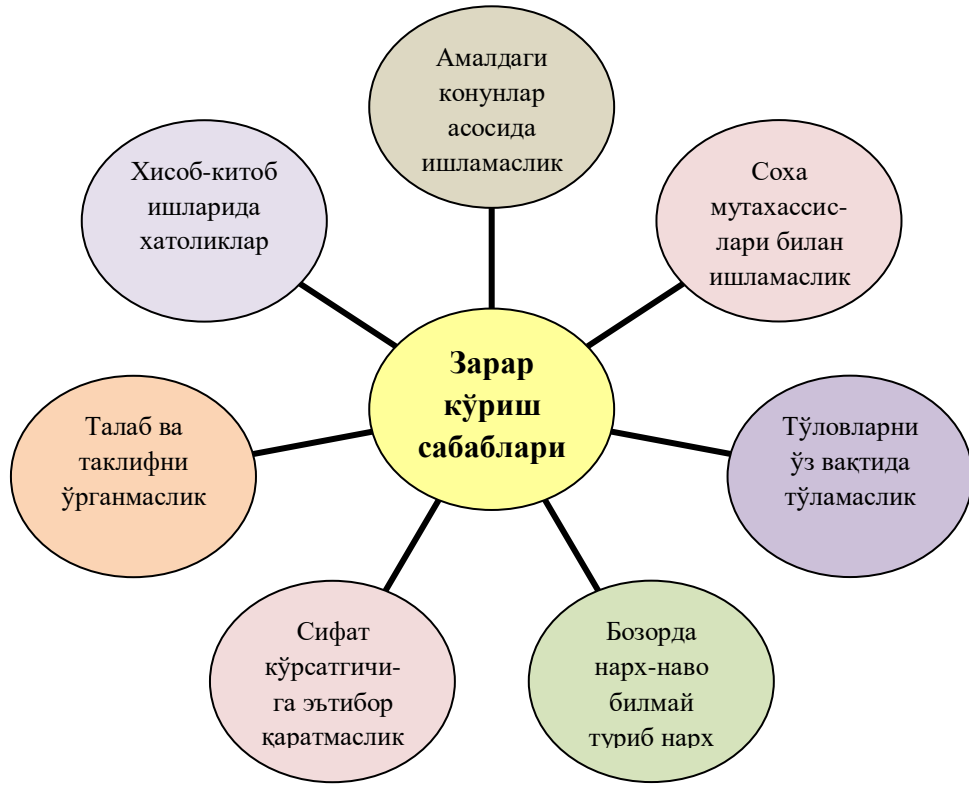 Амалдаги
конунлар
асосида
ишламаслик
Соха
мутахассис-
лари билан
ишламаслик
Тўловларни
ўз вақтида
тўламаслик
Бозорда
нарх-наво
билмай
туриб нарх
Сифат
кўрсатгичи-
га эътибор
қаратмаслик
Талаб ва
таклифни
ўрганмаслик
Хисоб-китоб
ишларида
хатоликлар
Зарар
кўриш
сабаблари